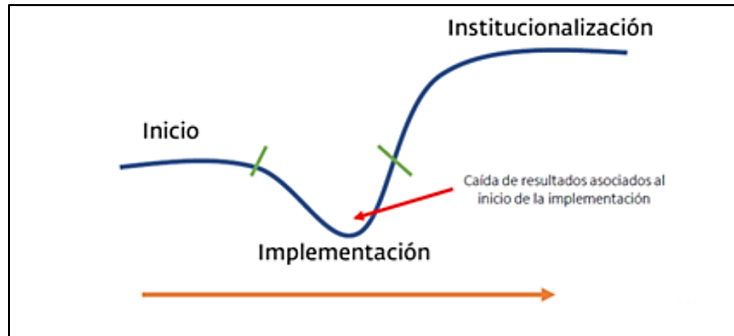 Institucionalización
Inicio
Caída de resultados asociados al
inicio de la implementación
Implementación